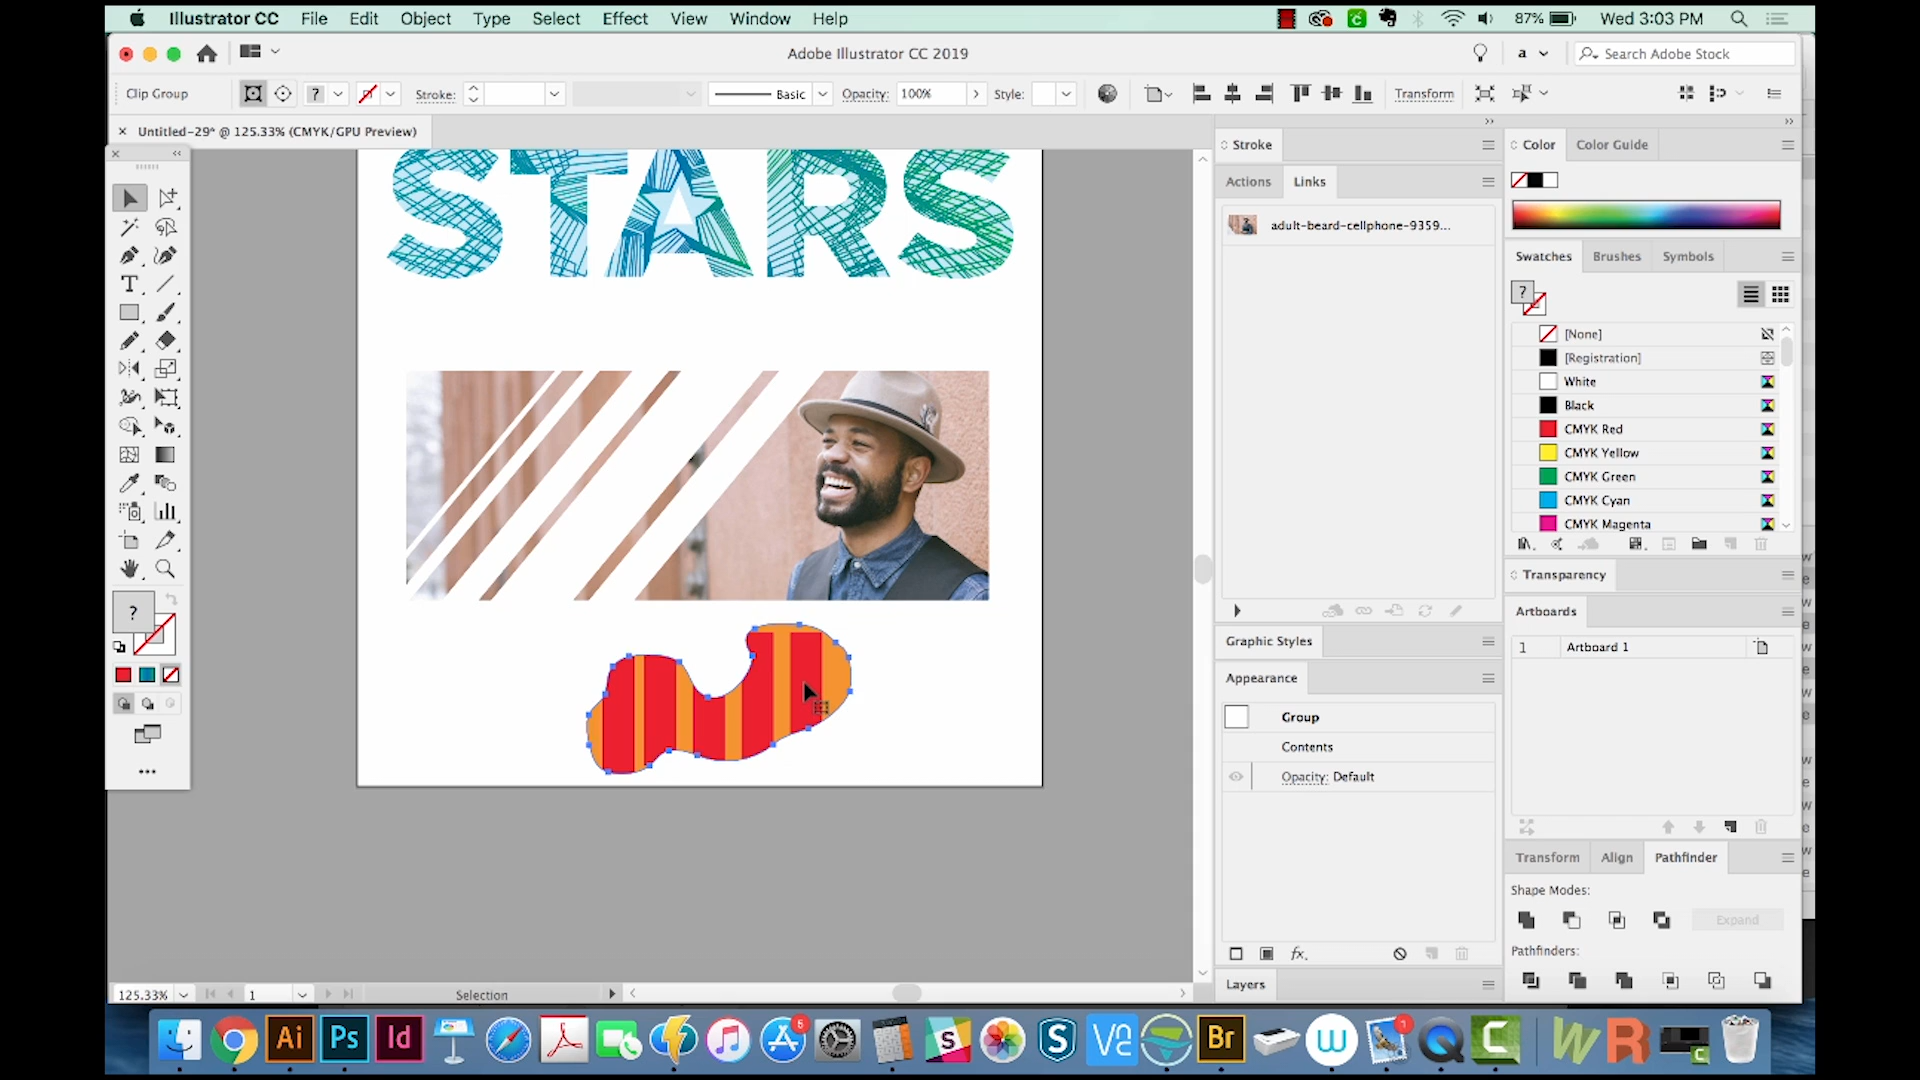 Illustrator CC File Edit Object Type Select Effect View Window Help 87% Wed 3:03 PM
Adobe Illustrator CC 2019 a Search Adobe Stock
Clip Group ? Stroke: Basic Opacity: 100% Style: Transform
× Untitled-29* @ 125.33% (CMYK/GPU Preview)
STARS
Stroke
Actions Links
adult-beard-cellphone-9359...
Graphic Styles
Appearance
Group
Contents
Opacity: Default
fx.
Layers
Color Color Guide
Swatches Brushes Symbols
?
[None]
[Registration]
White
Black
CMYK Red
CMYK Yellow
CMYK Green
CMYK Cyan
CMYK Magenta
Transparency
Artboards
1 Artboard 1
Transform Align Pathfinder
Shape Modes:
Expand
Pathfinders:
T
?
125.33% 1 Selection
Ai Ps Id 6 S Br W 1 C W R C